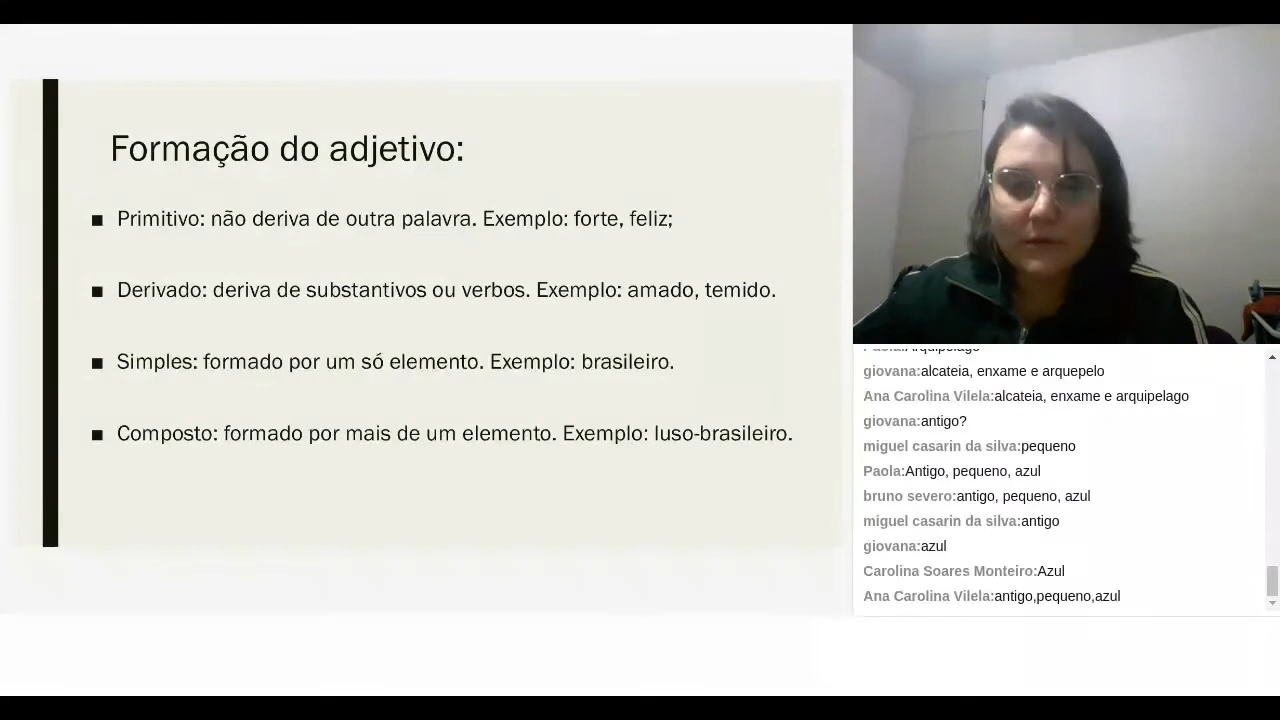 Formação do adjetivo:
■ Primitivo: não deriva de outra palavra. Exemplo: forte, feliz;
■ Derivado: deriva de substantivos ou verbos. Exemplo: amado, temido.
■ Simples: formado por um só elemento. Exemplo: brasileiro.
■ Composto: formado por mais de um elemento. Exemplo: luso-brasileiro.
Paola:Arquipélago
giovana:alcateia, enxame e arquepelo
Ana Carolina Vilela:alcateia, enxame e arquipelago
giovana:antigo?
miguel casarin da silva:pequeno
Paola:Antigo, pequeno, azul
bruno severo:antigo, pequeno, azul
miguel casarin da silva:antigo
giovana:azul
Carolina Soares Monteiro:Azul
Ana Carolina Vilela:antigo,pequeno,azul